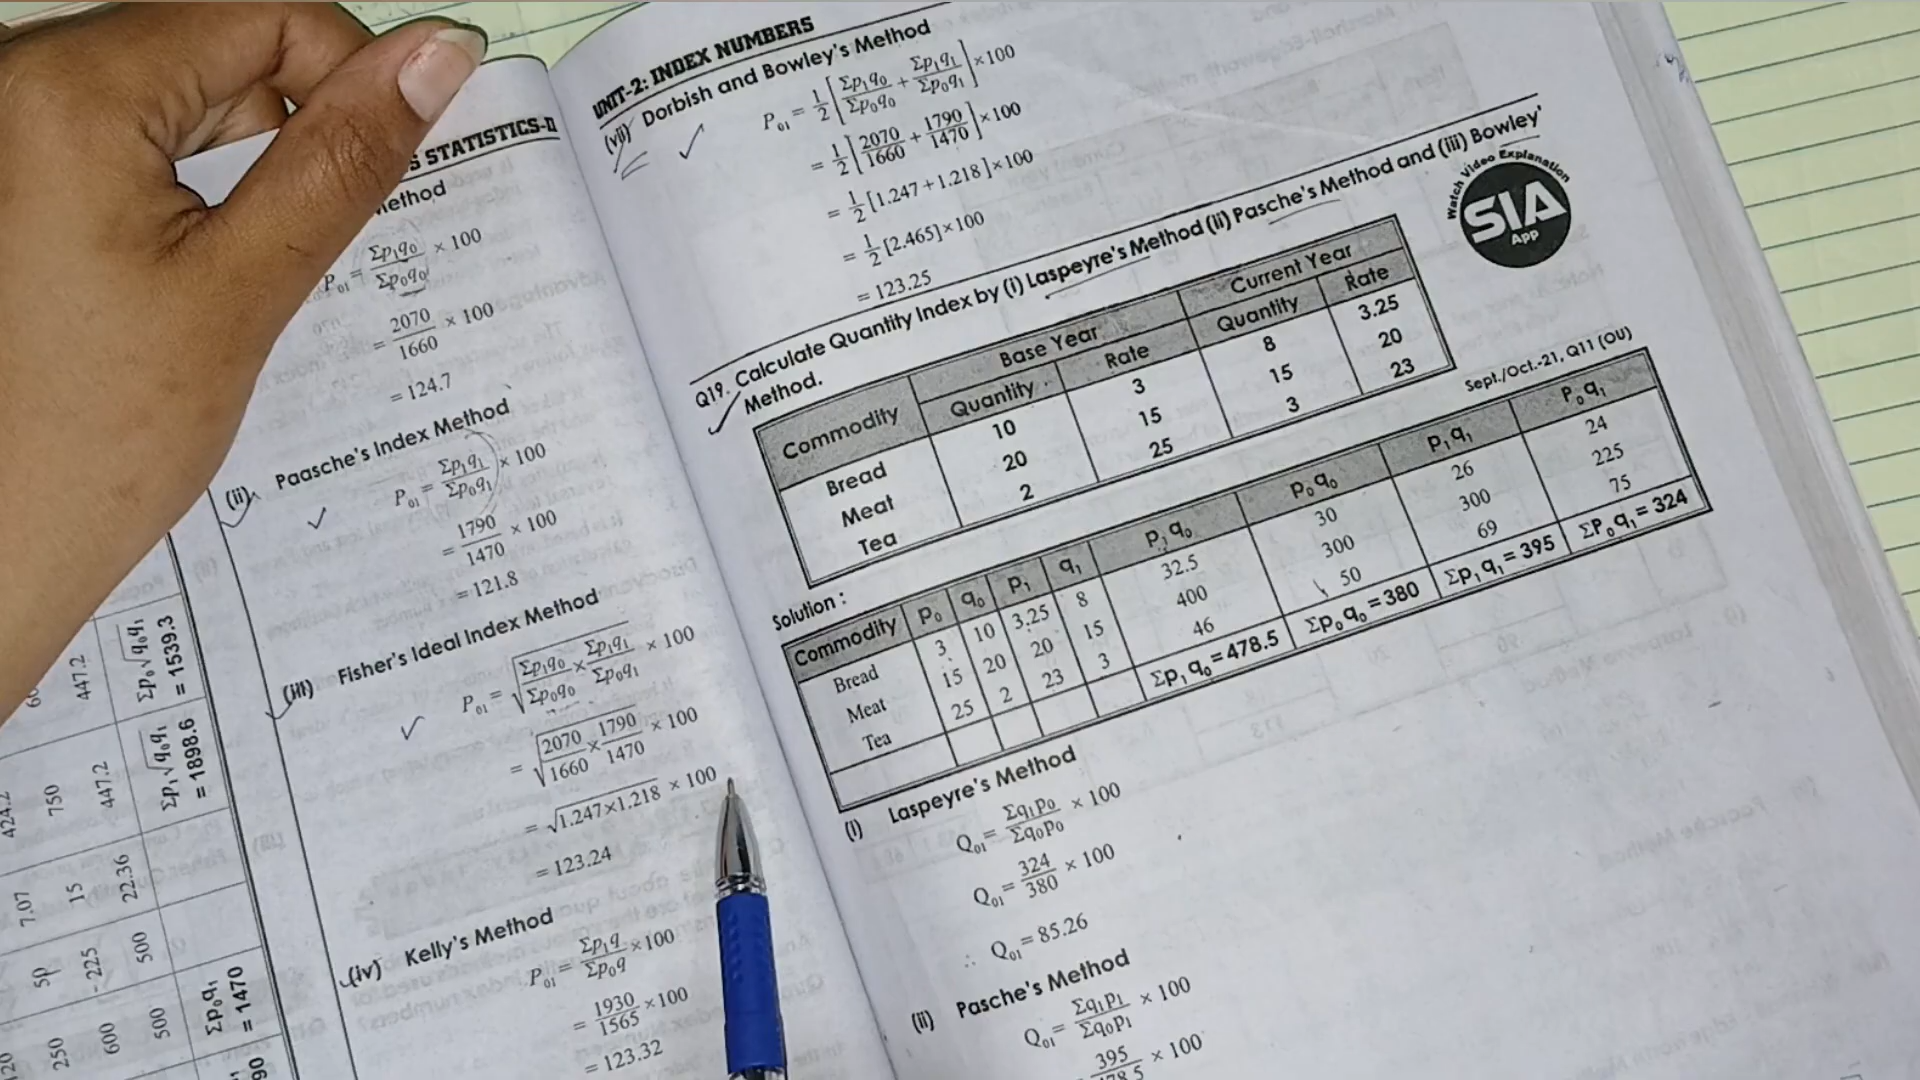 S STATISTICS-II
Method
P₀₁ = Σp₁q₀/Σp₀q₀ × 100
= 2070/1660 × 100
= 124.7
(ii) Paasche's Index Method
P₀₁ = Σp₁q₁/Σp₀q₁ × 100
= 1790/1470 × 100
= 121.8
(iii) Fisher's Ideal Index Method
P₀₁ = √(Σp₁q₀/Σp₀q₀ × Σp₁q₁/Σp₀q₁) × 100
= √(2070/1660 × 1790/1470) × 100
= √(1.247×1.218) × 100
= 123.24
(iv) Kelly's Method
P₀₁ = Σp₁q/Σp₀q ×100
= 1930/1565 ×100
= 123.32
424.2 447.2
750 447.2 Σp₁√q₀q₁ = 1898.6 Σp₀√q₀q₁ = 1539.3
7.07 15 22.36
50 225 500
250 600 500 Σp₀q₁ = 1470
UNIT-2: INDEX NUMBERS
(vii) Dorbish and Bowley's Method
P₀₁ = 1/2 [Σp₁q₀/Σp₀q₀ + Σp₁q₁/Σp₀q₁] ×100
= 1/2 [2070/1660 + 1790/1470] ×100
= 1/2 [1.247+1.218]×100
= 1/2 [2.465]×100
= 123.25
Q19. Calculate Quantity Index by (i) Laspeyre's Method (ii) Pasche's Method and (iii) Bowley'
Method.
Watch Video Explanation
SIA
App
Commodity Base Year Current Year
Quantity Rate Quantity Rate
Bread 10 3 8 3.25
Meat 20 15 15 20
Tea 2 25 3 23
Sept./Oct.-21, Q11 (OU)
Solution :
Commodity p₀ q₀ p₁ q₁ p₁q₀ p₀q₀ p₁q₁ p₀q₁
Bread 3 10 3.25 8 32.5 30 26 24
Meat 15 20 20 15 400 300 300 225
Tea 25 2 23 3 46 50 69 75
Σp₁q₀ = 478.5 Σp₀q₀ = 380 Σp₁q₁ = 395 ΣP₀q₁ = 324
(i) Laspeyre's Method
Q₀₁ = Σq₁p₀/Σq₀p₀ × 100
Q₀₁ = 324/380 × 100
∴ Q₀₁ = 85.26
(ii) Pasche's Method
Q₀₁ = Σq₁p₁/Σq₀p₁ × 100
395/478.5 × 100